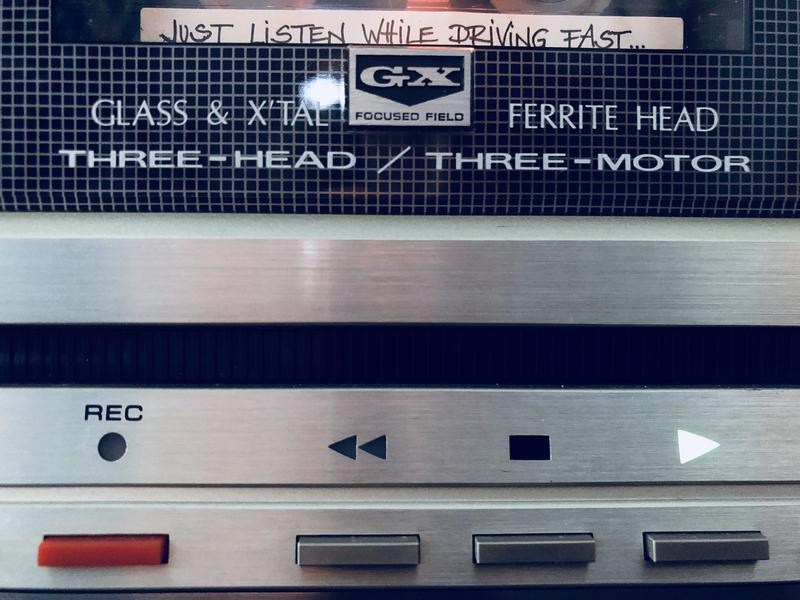 JUST LISTEN WHILE DRIVING FAST...
GX
FOCUSED FIELD
GLASS & X'TAL FERRITE HEAD
THREE-HEAD / THREE-MOTOR
REC